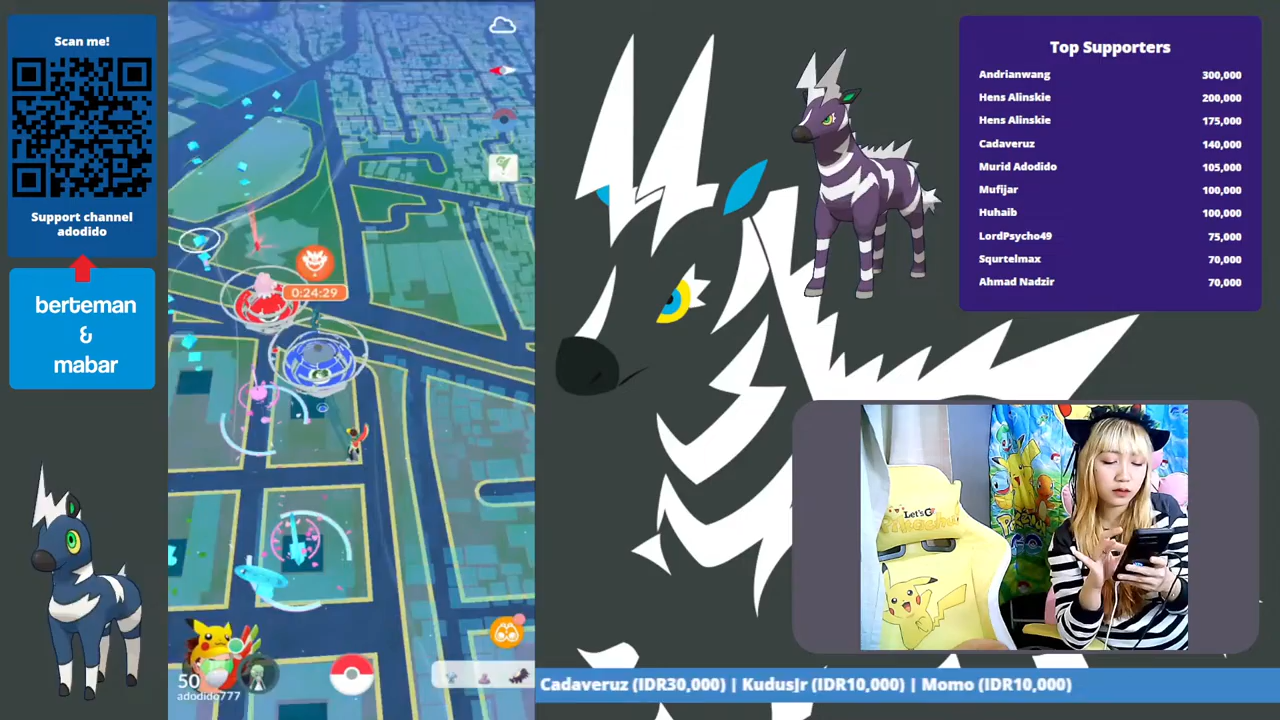 Scan me!
Support channel
adodido
berteman
&
mabar
0:24:29
50
adodido777
Top Supporters
Andrianwang 300,000
Hens Alinskie 200,000
Hens Alinskie 175,000
Cadaveruz 140,000
Murid Adodido 105,000
Mufijar 100,000
Huhaib 100,000
LordPsycho49 75,000
Squrtelmax 70,000
Ahmad Nadzir 70,000
Let's G
Cadaveruz (IDR30,000) | Kudusjr (IDR10,000) | Momo (IDR10,000)